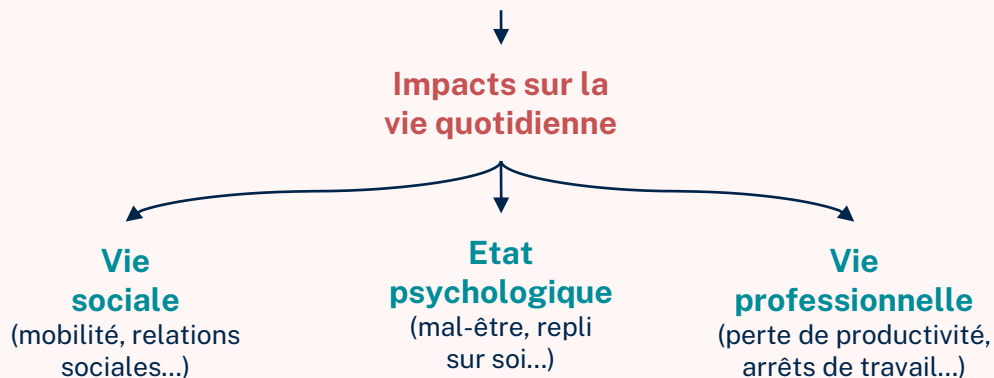 Impacts sur la
vie quotidienne
Vie
sociale
(mobilité, relations
sociales...)
Etat
psychologique
(mal-être, repli
sur soi...)
Vie
professionnelle
(perte de productivité,
arrêts de travail...)